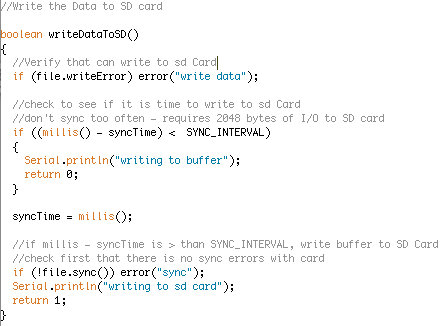 //Write the Data to SD card
boolean writeDataToSD()
{
//Verify that can write to sd Card
if (file.writeError) error("write data");
//check to see if it is time to write to sd Card
//don't sync too often – requires 2048 bytes of I/O to SD card
if ((millis() – syncTime) < SYNC_INTERVAL)
{
Serial.println("writing to buffer");
return 0;
}
syncTime = millis();
//if millis – syncTime is > than SYNC_INTERVAL, write buffer to SD Card
//check first that there is no sync errors with card
if (!file.sync()) error("sync");
Serial.println("writing to sd card");
return 1;
}